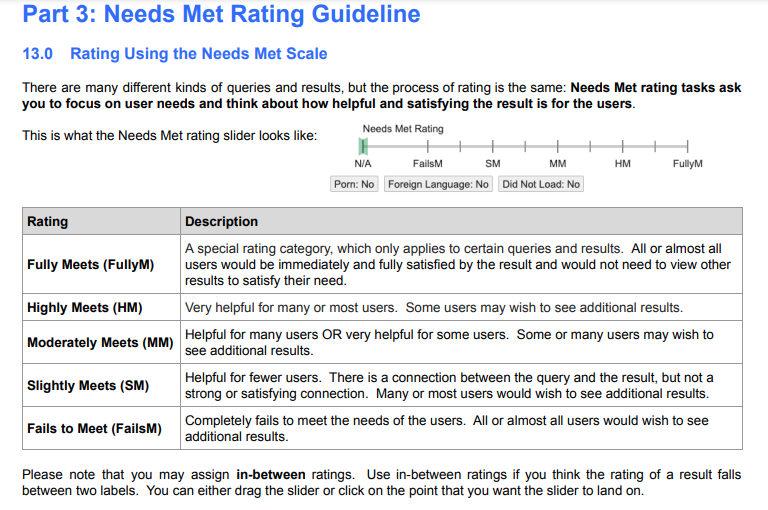 Part 3: Needs Met Rating Guideline
13.0 Rating Using the Needs Met Scale
There are many different kinds of queries and results, but the process of rating is the same: Needs Met rating tasks ask
you to focus on user needs and think about how helpful and satisfying the result is for the users.
This is what the Needs Met rating slider looks like:
Needs Met Rating
N/A FailsM SM MM HM FullyM
Porn: No Foreign Language: No Did Not Load: No
Rating Description
Fully Meets (FullyM)
A special rating category, which only applies to certain queries and results. All or almost all
users would be immediately and fully satisfied by the result and would not need to view other
results to satisfy their need.
Highly Meets (HM) Very helpful for many or most users. Some users may wish to see additional results.
Moderately Meets (MM)
Helpful for many users OR very helpful for some users. Some or many users may wish to
see additional results.
Slightly Meets (SM)
Helpful for fewer users. There is a connection between the query and the result, but not a
strong or satisfying connection. Many or most users would wish to see additional results.
Fails to Meet (FailsM)
Completely fails to meet the needs of the users. All or almost all users would wish to see
additional results.
Please note that you may assign in-between ratings. Use in-between ratings if you think the rating of a result falls
between two labels. You can either drag the slider or click on the point that you want the slider to land on.